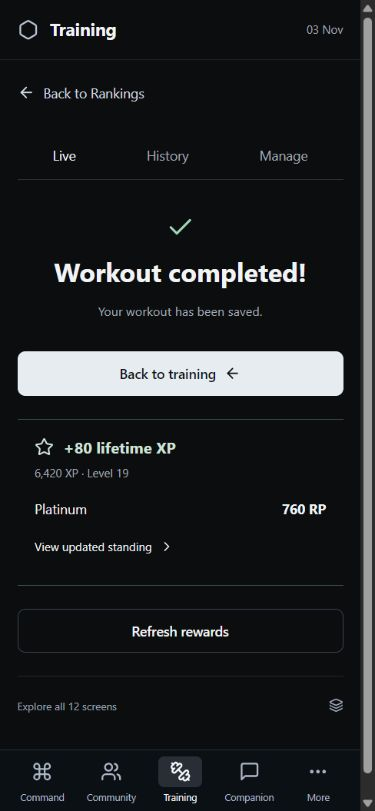 Training
03 Nov
Back to Rankings
Live
History
Manage
Workout completed!
Your workout has been saved.
Back to training
+80 lifetime XP
6,420 XP · Level 19
Platinum
760 RP
View updated standing
Refresh rewards
Explore all 12 screens
Command
Community
Training
Companion
More